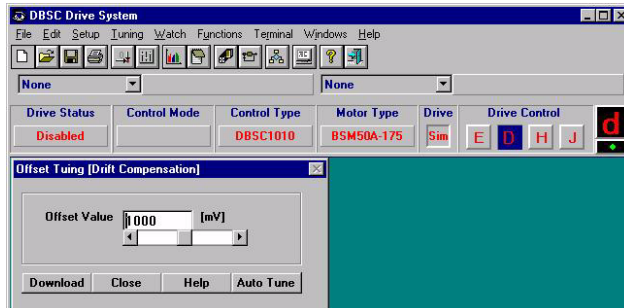 DBSC Drive System
File Edit Setup Tuning Watch Functions Terminal Windows Help
None None
Drive Status Control Mode Control Type Motor Type Drive Drive Control
Disabled DBSC1010 BSM50A-175 Sim E D H J d
Offset Tuing [Drift Compensation]
Offset Value 1000 [mV]
Download Close Help Auto Tune